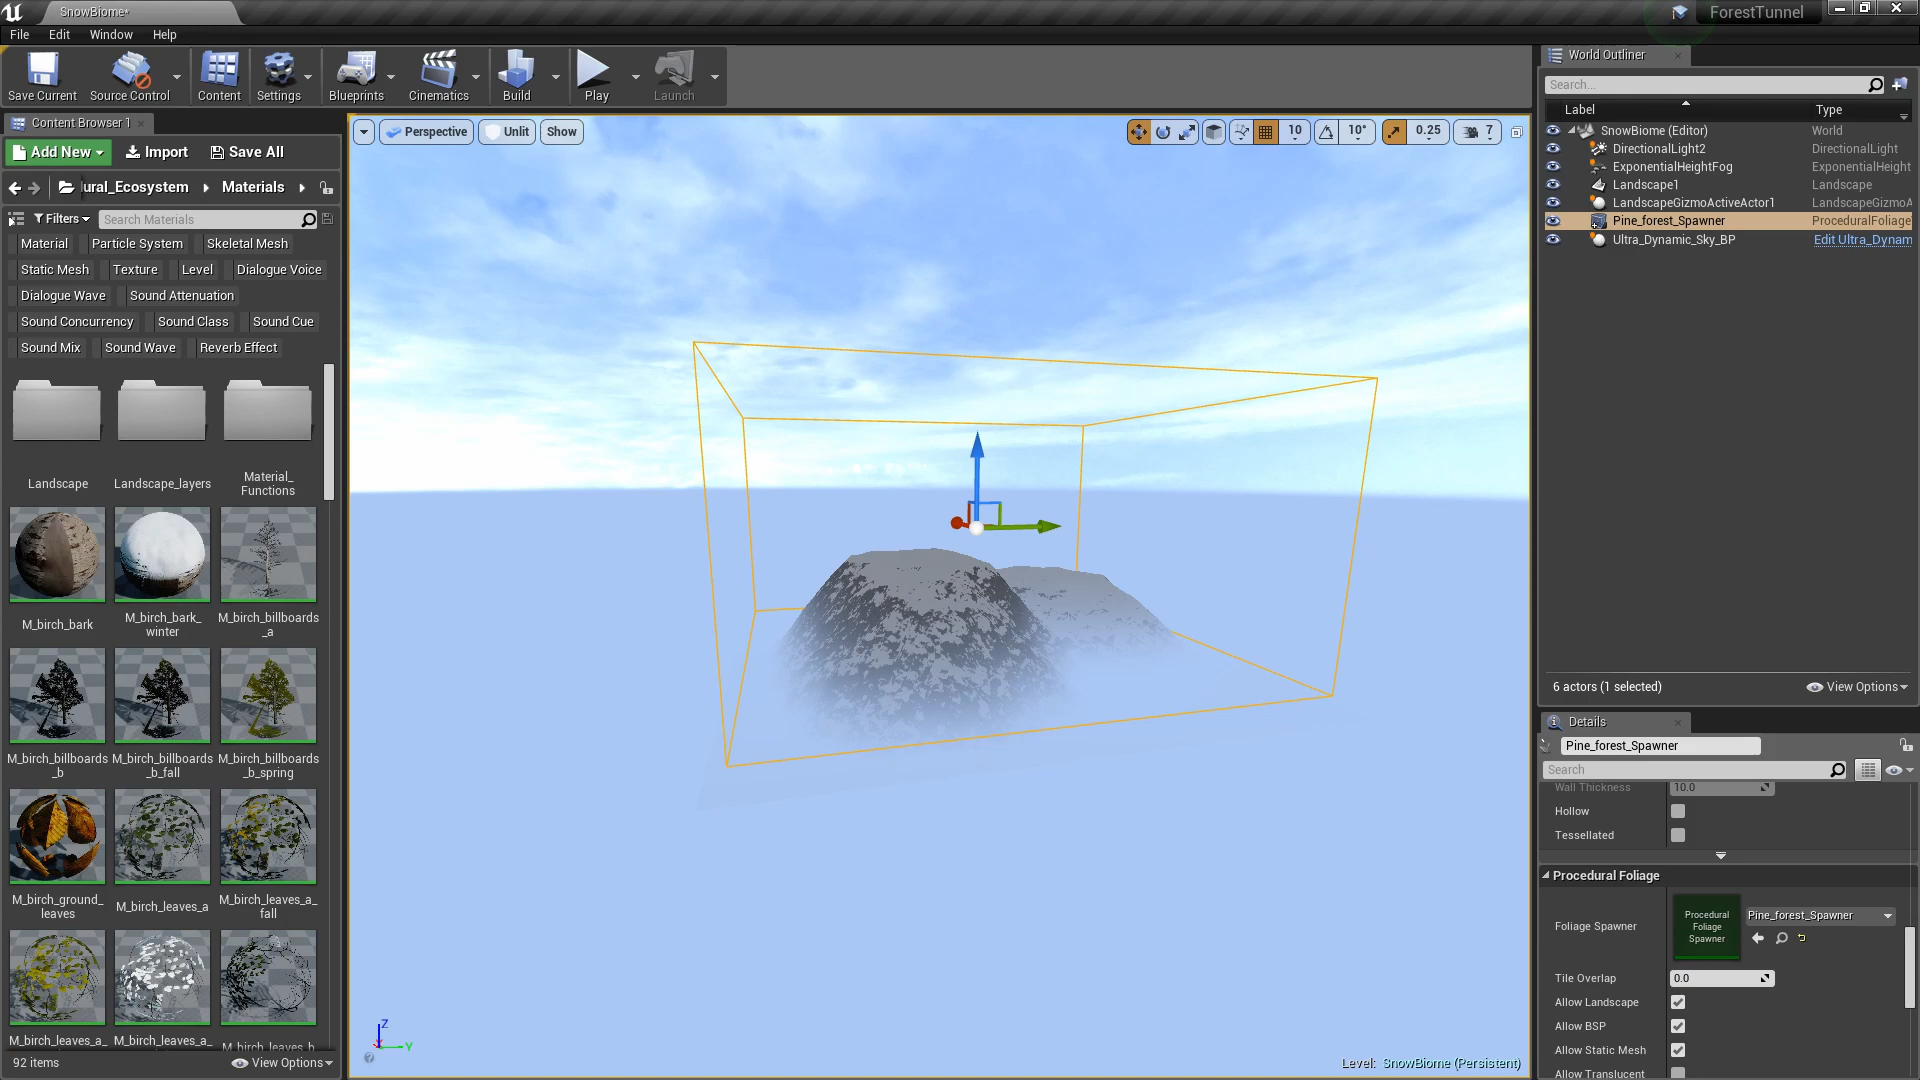 SnowBiome*
ForestTunnel
File Edit Window Help
Save Current Source Control Content Settings Blueprints Cinematics Build Play Launch
Content Browser 1
Add New Import Save All
ural_Ecosystem Materials
Filters Search Materials
Material Particle System Skeletal Mesh
Static Mesh Texture Level Dialogue Voice
Dialogue Wave Sound Attenuation
Sound Concurrency Sound Class Sound Cue
Sound Mix Sound Wave Reverb Effect
Landscape Landscape_layers Material_
Functions
M_birch_bark M_birch_bark_
winter M_birch_billboards
_a
M_birch_billboards
_b M_birch_billboards
_b_fall M_birch_billboards
_b_spring
M_birch_ground_
leaves M_birch_leaves_a M_birch_leaves_a_
fall
M_birch_leaves_a_ M_birch_leaves_a_ M_birch_leaves_b
92 items View Options
Perspective Unlit Show
10 10° 0.25 7
Z
Y
Level: SnowBiome (Persistent)
World Outliner
Search...
Label Type
SnowBiome (Editor) World
DirectionalLight2 DirectionalLight
ExponentialHeightFog ExponentialHeight
Landscape1 Landscape
LandscapeGizmoActiveActor1 LandscapeGizmoA
Pine_forest_Spawner ProceduralFoliage
Ultra_Dynamic_Sky_BP Edit Ultra_Dynam
6 actors (1 selected) View Options
Details
Pine_forest_Spawner
Search
Wall Thickness 10.0
Hollow
Tessellated
Procedural Foliage
Foliage Spawner
Procedural
Foliage
Spawner
Pine_forest_Spawner
Tile Overlap 0.0
Allow Landscape
Allow BSP
Allow Static Mesh
Allow Translucent